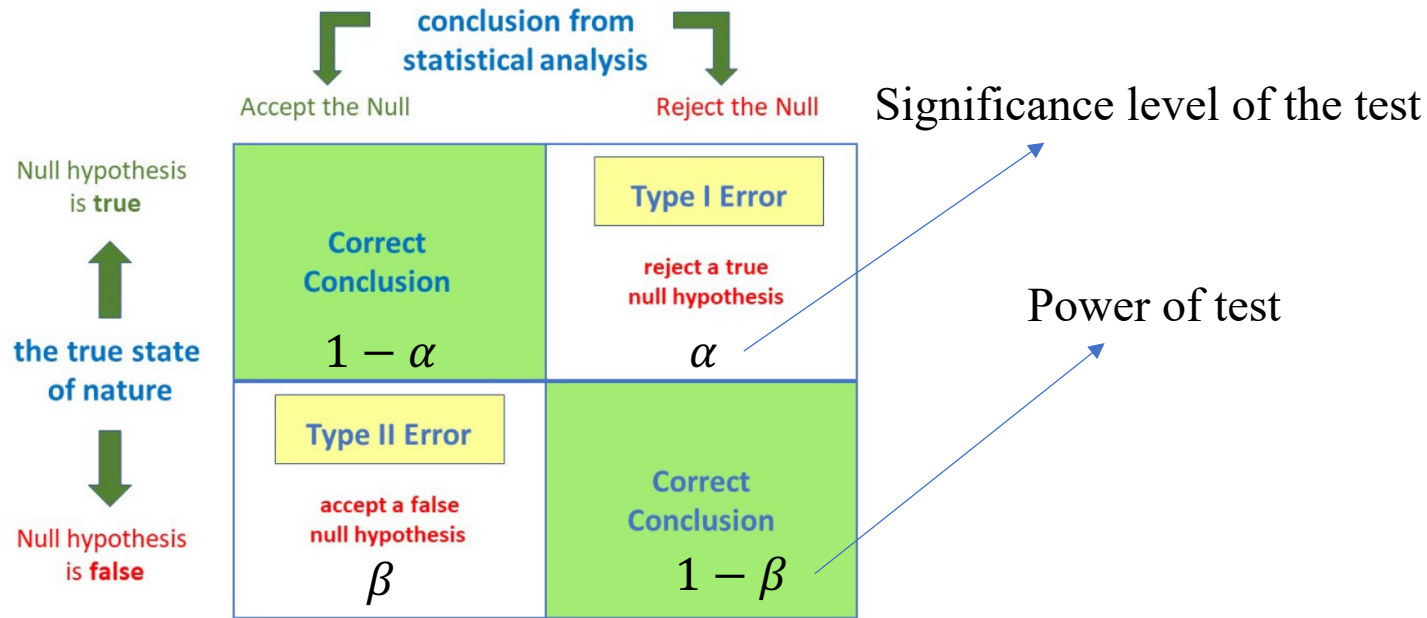 conclusion from
statistical analysis
Accept the Null
Reject the Null
Significance level of the test
Null hypothesis
is true
Type I Error
Correct
Conclusion
reject a true
null hypothesis
Power of test
1 − α
α
the true state
of nature
Type II Error
accept a false
null hypothesis
Correct
Conclusion
Null hypothesis
is false
β
1 − β